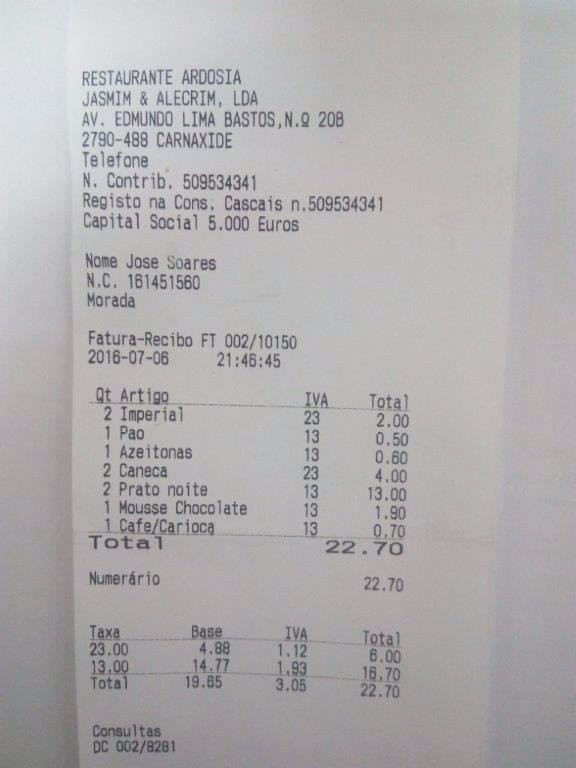 RESTAURANTE ARDOSIA
JASMIM & ALECRIM, LDA
AV. EDMUNDO LIMA BASTOS,N.º 20B
2790-488 CARNAXIDE
Telefone
N. Contrib. 509534341
Registo na Cons. Cascais n.509534341
Capital Social 5.000 Euros
Nome Jose Soares
N.C. 161451560
Morada
Fatura-Recibo FT 002/10150
2016-07-06 21:46:45
Qt Artigo IVA Total
2 Imperial 23 2.00
1 Pao 13 0.50
1 Azeitonas 13 0.60
2 Caneca 23 4.00
2 Prato noite 13 13.00
1 Mousse Chocolate 13 1.90
1 Cafe/Carioca 13 0.70
Total 22.70
Numerário 22.70
Taxa Base IVA Total
23.00 4.88 1.12 6.00
13.00 14.77 1.93 16.70
Total 19.65 3.05 22.70
Consultas
DC 002/8281